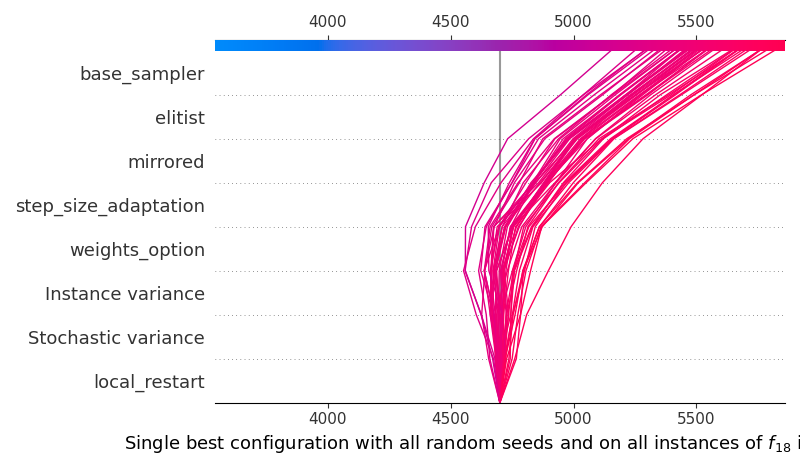 4000 4500 5000 5500
base_sampler
elitist
mirrored
step_size_adaptation
weights_option
Instance variance
Stochastic variance
local_restart
4000 4500 5000 5500
Single best configuration with all random seeds and on all instances of f18 i